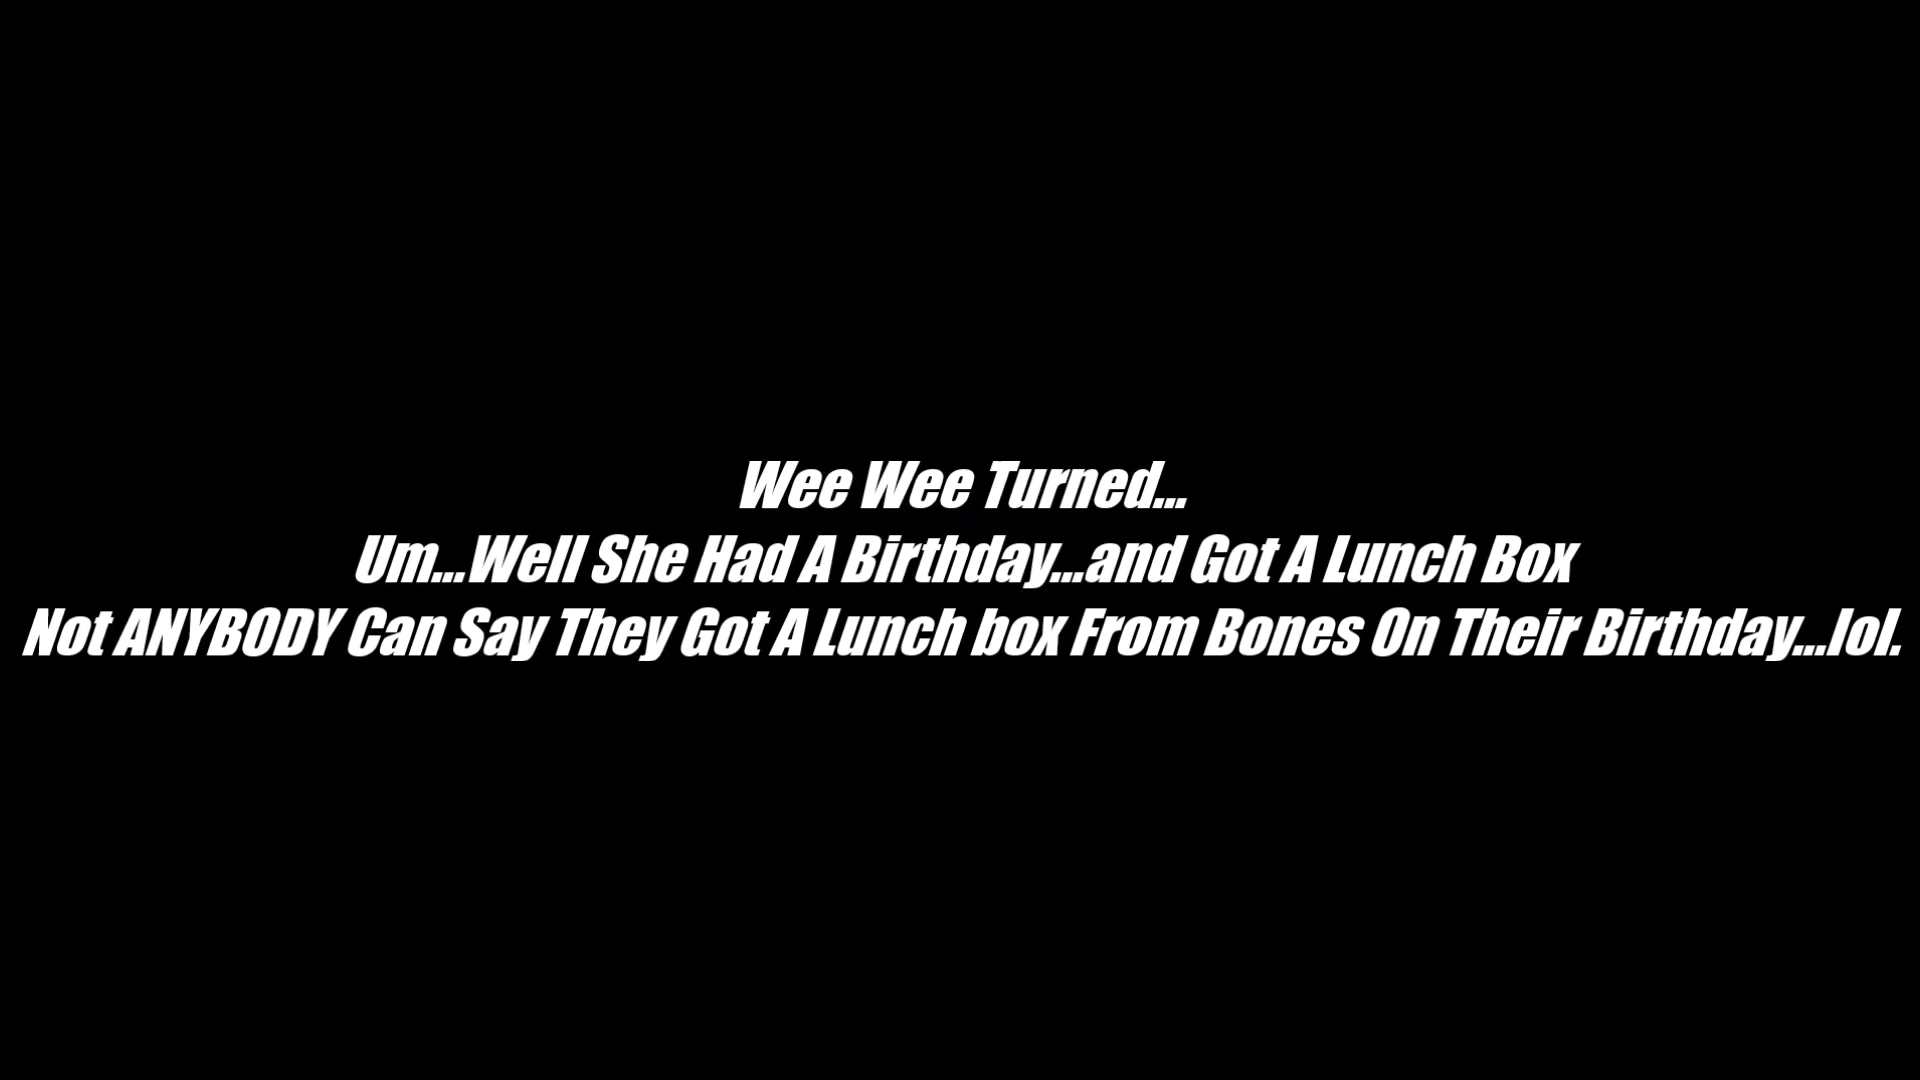 Wee Wee Turned...
Um...Well She Had A Birthday...and Got A Lunch Box
Not ANYBODY Can Say They Got A Lunch box From Bones On Their Birthday...lol.